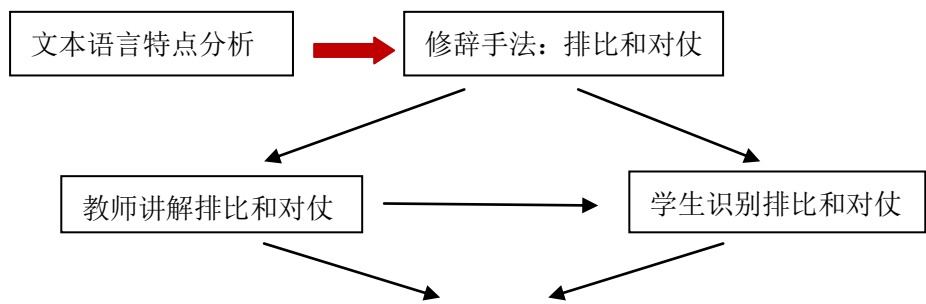 文本语言特点分析
修辞手法：排比和对仗
教师讲解排比和对仗
学生识别排比和对仗